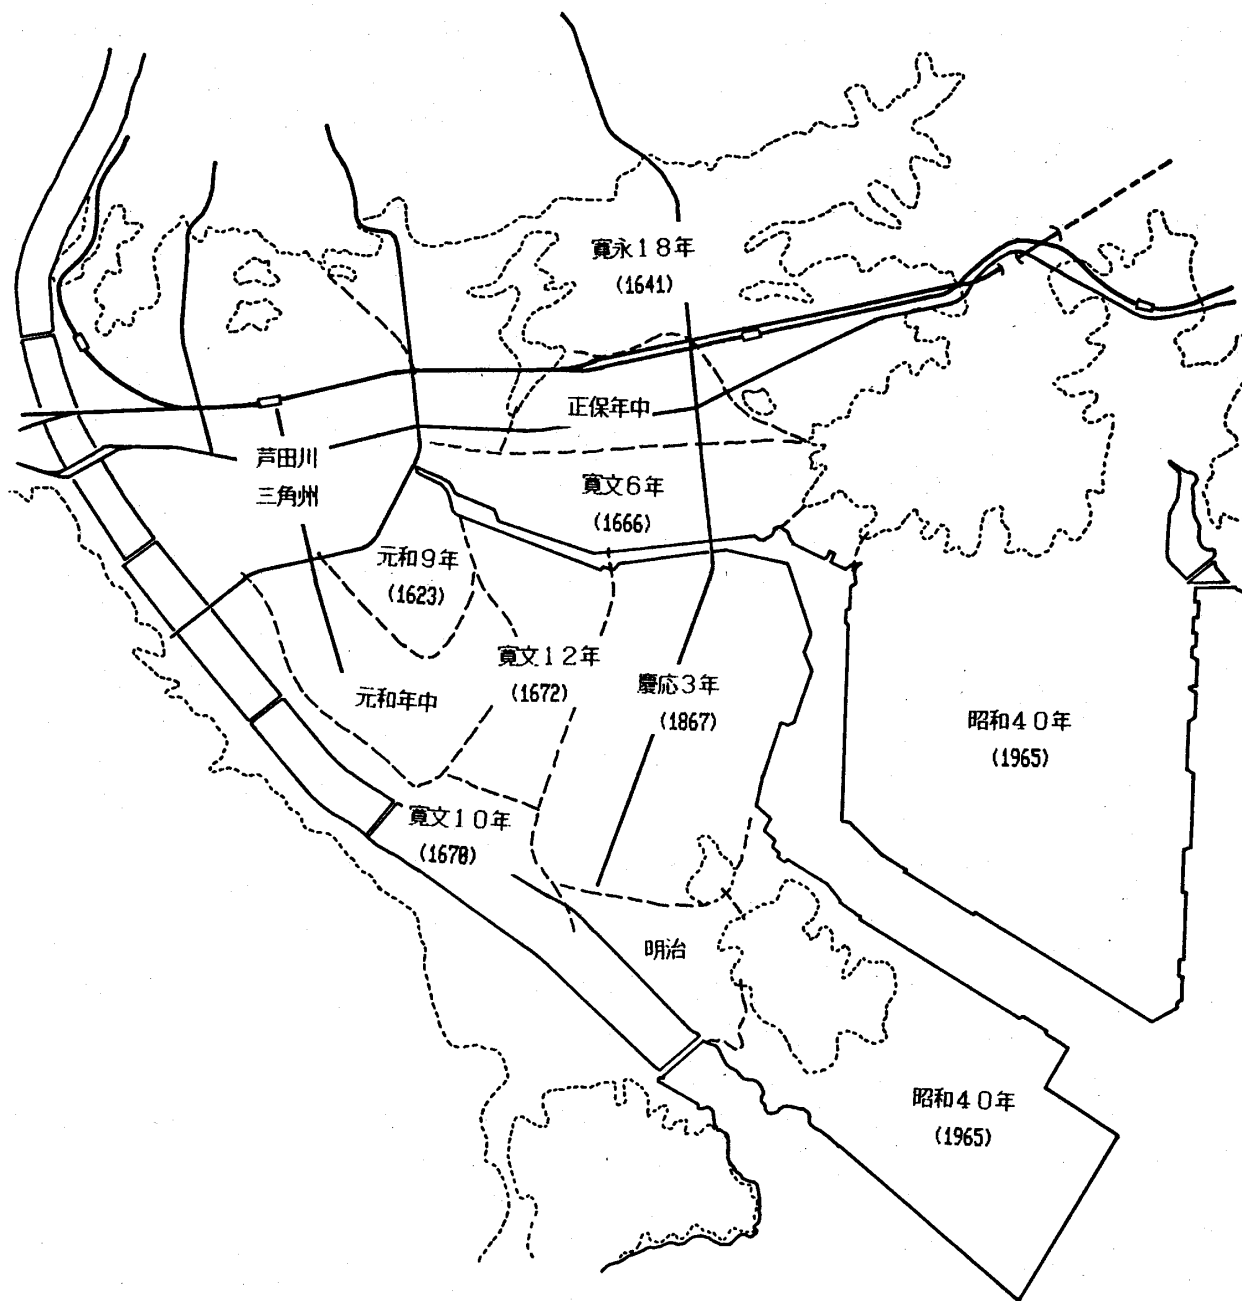 寛永18年
(1641)
正保年中
芦田川
三角州
寛文6年
(1666)
元和9年
(1623)
寛文12年
(1672)
元和年中
慶応3年
(1867)
昭和40年
(1965)
寛文10年
(1670)
明治
昭和40年
(1965)